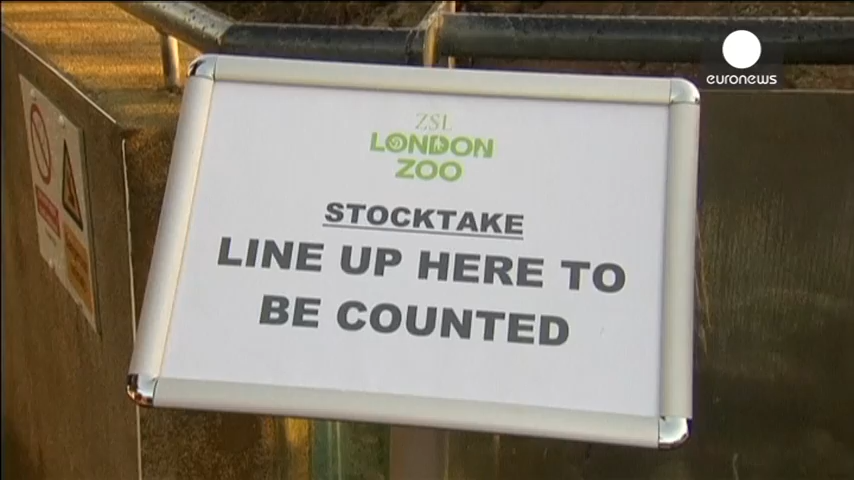 euronews
ZSL
LONDON
ZOO
STOCKTAKE
LINE UP HERE TO
BE COUNTED